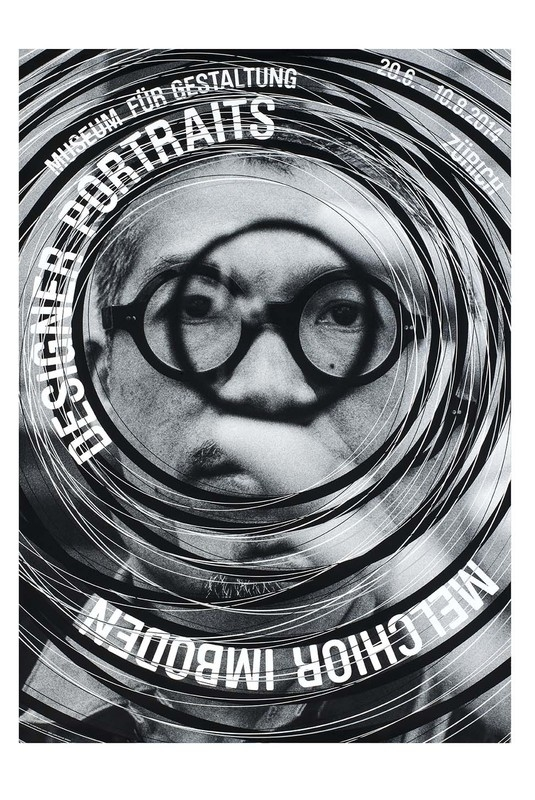 MUSEUM FÜR GESTALTUNG
20.6. 10.8.2014
ZÜRICH
DESIGNER PORTRAITS
MELCHIOR IMBODEN